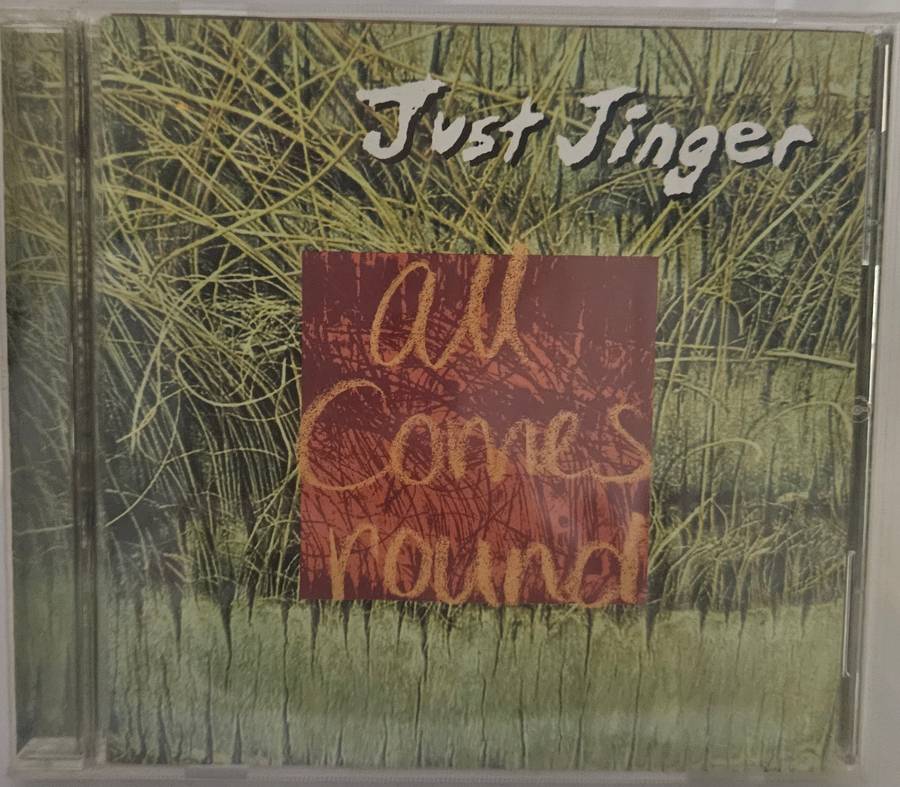 Just Jinger
all
Comes
round